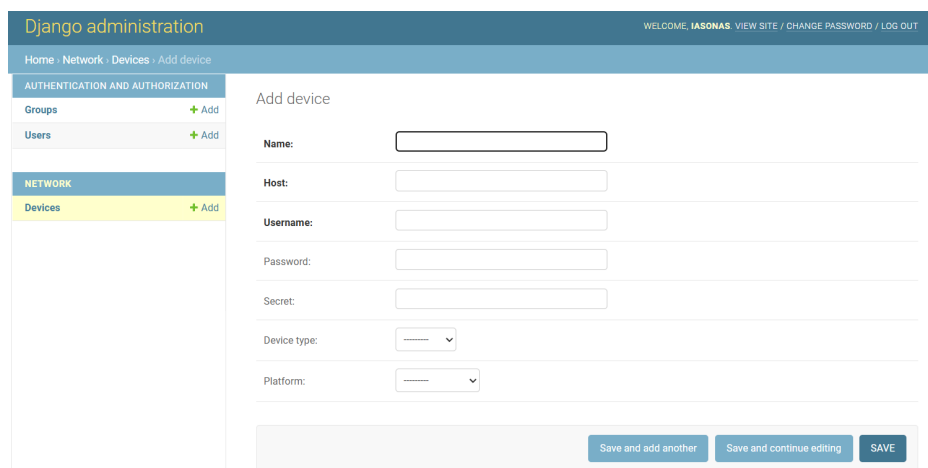 Django administration
WELCOME, IASONAS. VIEW SITE / CHANGE PASSWORD / LOG OUT
Home › Network › Devices › Add device
AUTHENTICATION AND AUTHORIZATION
Groups + Add
Users + Add
NETWORK
Devices + Add
Add device
Name:
Host:
Username:
Password:
Secret:
Device type: ---------
Platform: ---------
Save and add another Save and continue editing SAVE